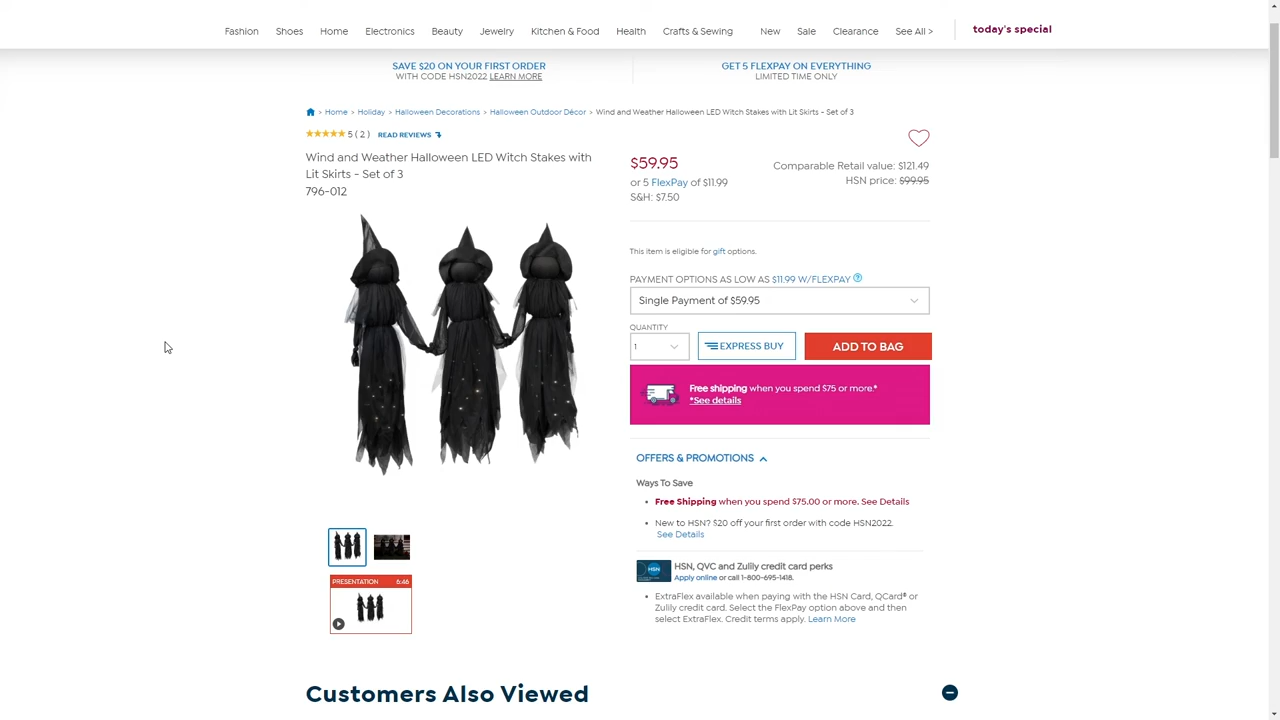 Fashion Shoes Home Electronics Beauty Jewelry Kitchen & Food Health Crafts & Sewing New Sale Clearance See All > today's special
SAVE $20 ON YOUR FIRST ORDER
WITH CODE HSN2022 LEARN MORE
GET 5 FLEXPAY ON EVERYTHING
LIMITED TIME ONLY
> Home > Holiday > Halloween Decorations > Halloween Outdoor Décor > Wind and Weather Halloween LED Witch Stakes with Lit Skirts - Set of 3
5 ( 2 ) READ REVIEWS
Wind and Weather Halloween LED Witch Stakes with
Lit Skirts - Set of 3
796-012
$59.95
or 5 FlexPay of $11.99
S&H: $7.50
Comparable Retail value: $121.49
HSN price: $99.95
This item is eligible for gift options.
PAYMENT OPTIONS AS LOW AS $11.99 W/FLEXPAY ?
Single Payment of $59.95
QUANTITY
1
EXPRESS BUY
ADD TO BAG
Free shipping when you spend $75 or more.*
*See details
OFFERS & PROMOTIONS
Ways To Save
• Free Shipping when you spend $75.00 or more. See Details
• New to HSN? $20 off your first order with code HSN2022.
See Details
HSN
HSN, QVC and Zulily credit card perks
Apply online or call 1-800-695-1418.
• ExtraFlex available when paying with the HSN Card, QCard® or
Zulily credit card. Select the FlexPay option above and then
select ExtraFlex. Credit terms apply. Learn More
PRESENTATION 6:46
Customers Also Viewed